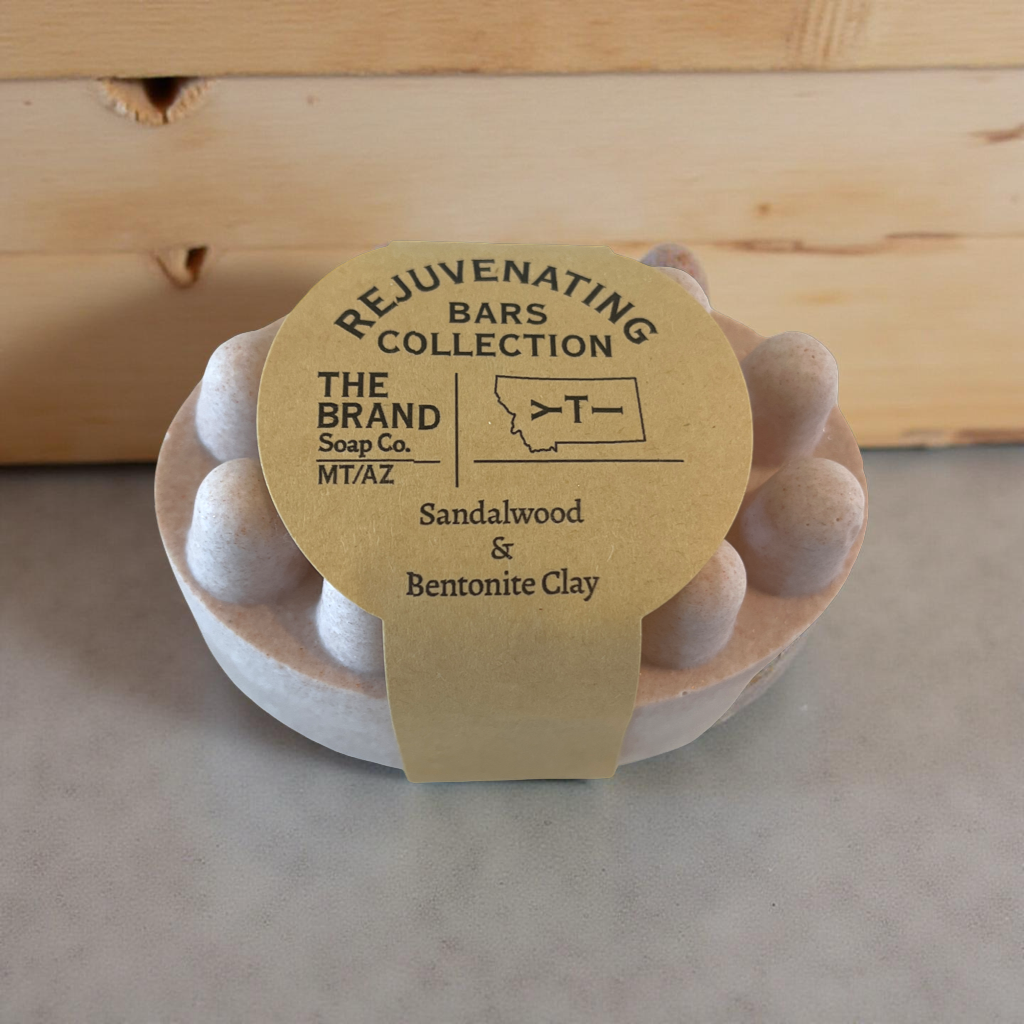 REJUVENATING
BARS
COLLECTION
THE
BRAND
Soap Co.
MT/AZ
Y T I
Sandalwood
&
Bentonite Clay